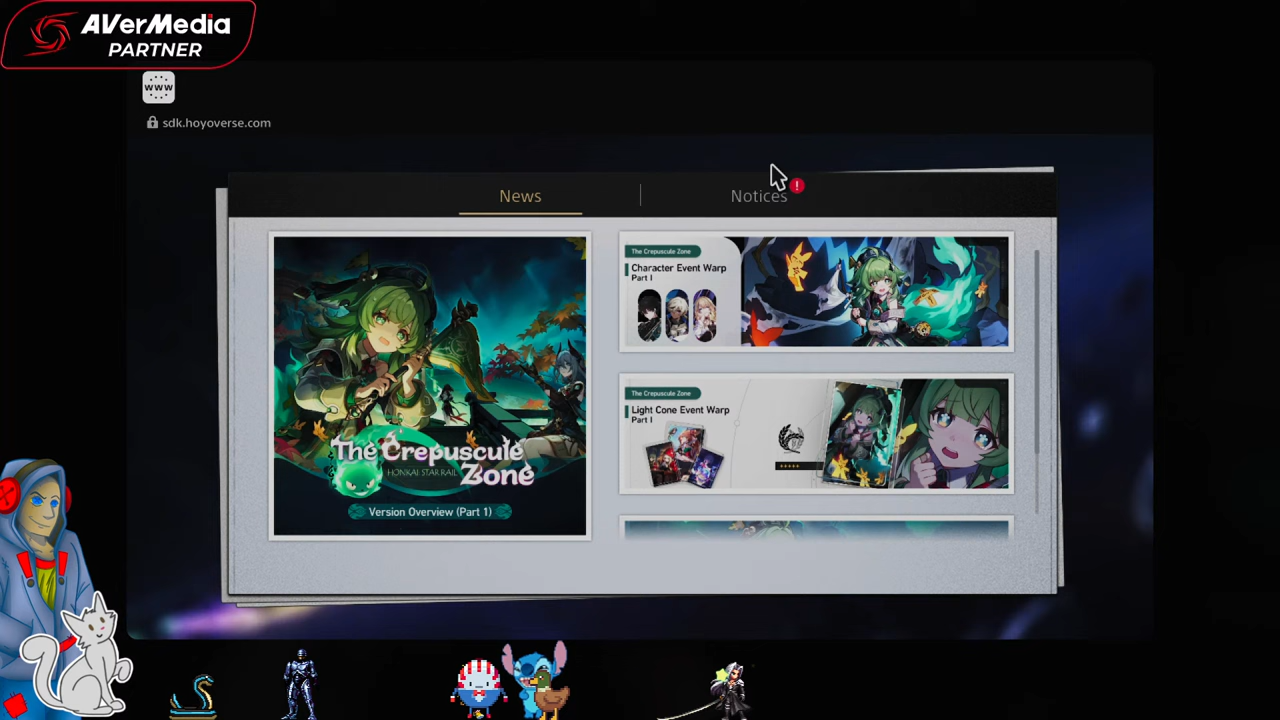 AVerMedia
PARTNER
www
sdk.hoyoverse.com
News
Notices
!
The Crepuscule
HONKAI STAR RAIL
Zone
Version Overview (Part 1)
The Crepuscule Zone
Character Event Warp
Part I
The Crepuscule Zone
Light Cone Event Warp
Part I